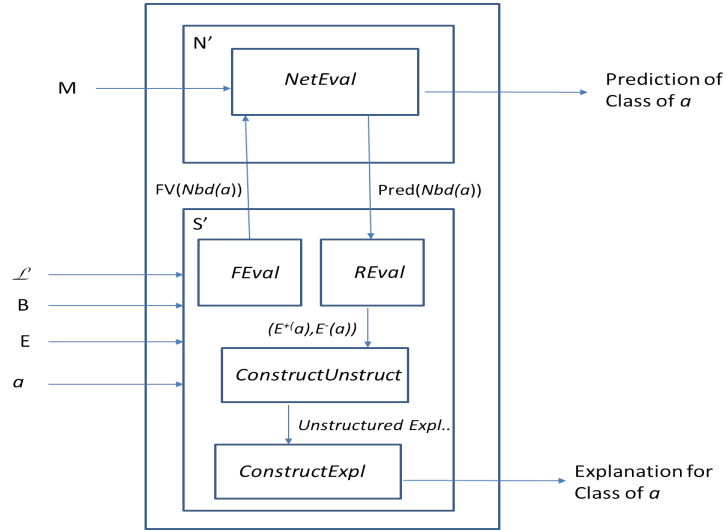 N’
NetEval
M
Prediction of
Class of a
FV(Nbd(a))
Pred(Nbd(a))
S’
FEval
REval
ℒ
B
E
a
(E⁺⁽a),E⁻(a))
ConstructUnstruct
Unstructured Expl..
ConstructExpl
Explanation for
Class of a